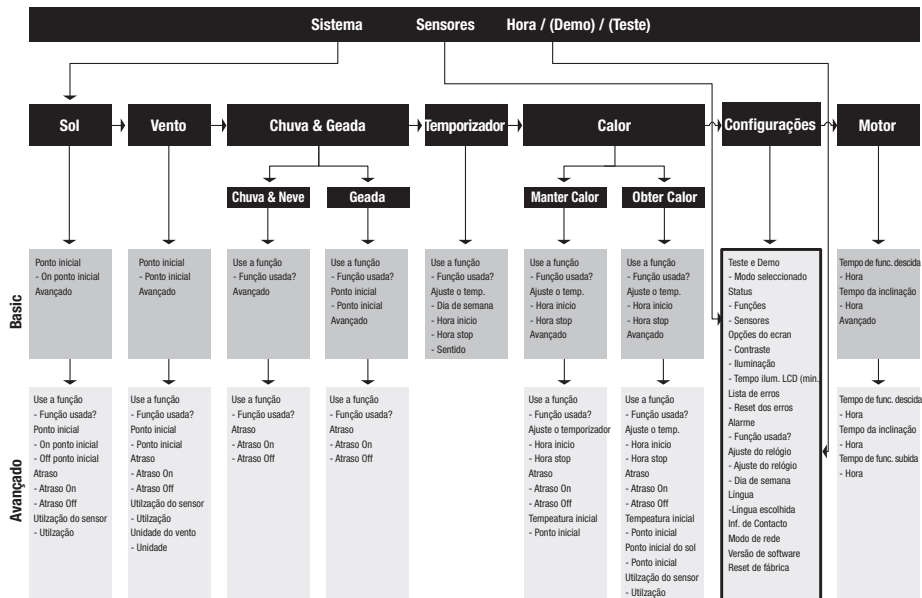 Sistema
Sensores
Hora / (Demo) / (Teste)
Sol
Vento
Chuva & Geada
Temporizador
Calor
Configurações
Motor
Chuva & Neve
Geada
Manter Calor
Obter Calor
Basic
Ponto inicial
- On ponto inicial
Avançado
Ponto inicial
- Ponto inicial
Avançado
Use a função
- Função usada?
Avançado
Use a função
- Função usada?
Ponto inicial
- Ponto inicial
Avançado
Use a função
- Função usada?
Ajuste o temp.
- Dia de semana
- Hora inicio
- Hora stop
- Sentido
Use a função
- Função usada?
Ajuste o temp.
- Hora inicio
- Hora stop
Avançado
Use a função
- Função usada?
Ajuste o temp.
- Hora inicio
- Hora stop
Avançado
Teste e Demo
- Modo seleccionado
Status
- Funções
- Sensores
Opções do ecran
- Contraste
- Iluminação
- Tempo ilum. LCD (min.
Lista de erros
- Reset dos erros
Alarme
- Função usada?
Ajuste do relógio
- Ajuste do relógio
- Dia de semana
Língua
-Língua escolhida
Inf. de Contacto
Modo de rede
Versão de software
Reset de fábrica
Tempo de func. descida
- Hora
Tempo da inclinação
- Hora
Avançado
Avançado
Use a função
- Função usada?
Ponto inicial
- On ponto inicial
- Off ponto inicial
Atraso
- Atraso On
- Atraso Off
Utilzação do sensor
- Utilzação
Use a função
- Função usada?
Ponto inicial
- Ponto inicial
Atraso
- Atraso On
- Atraso Off
Utilzação do sensor
- Utilzação
Unidade do vento
- Unidade
Use a função
- Função usada?
Atraso
- Atraso On
- Atraso Off
Use a função
- Função usada?
Atraso
- Atraso On
- Atraso Off
Use a função
- Função usada?
Ajuste o temporizador
- Hora inicio
- Hora stop
Atraso
- Atraso On
- Atraso Off
Tempeatura inicial
- Ponto inicial
Use a função
- Função usada?
Ajuste o temp.
- Hora inicio
- Hora stop
Atraso
- Atraso On
- Atraso Off
Tempeatura inicial
- Ponto inicial
Ponto inicial do sol
- Ponto inicial
Utilzação do sensor
- Utilzação
Tempo de func. descida
- Hora
Tempo da inclinação
- Hora
Tempo de func. subida
- Hora